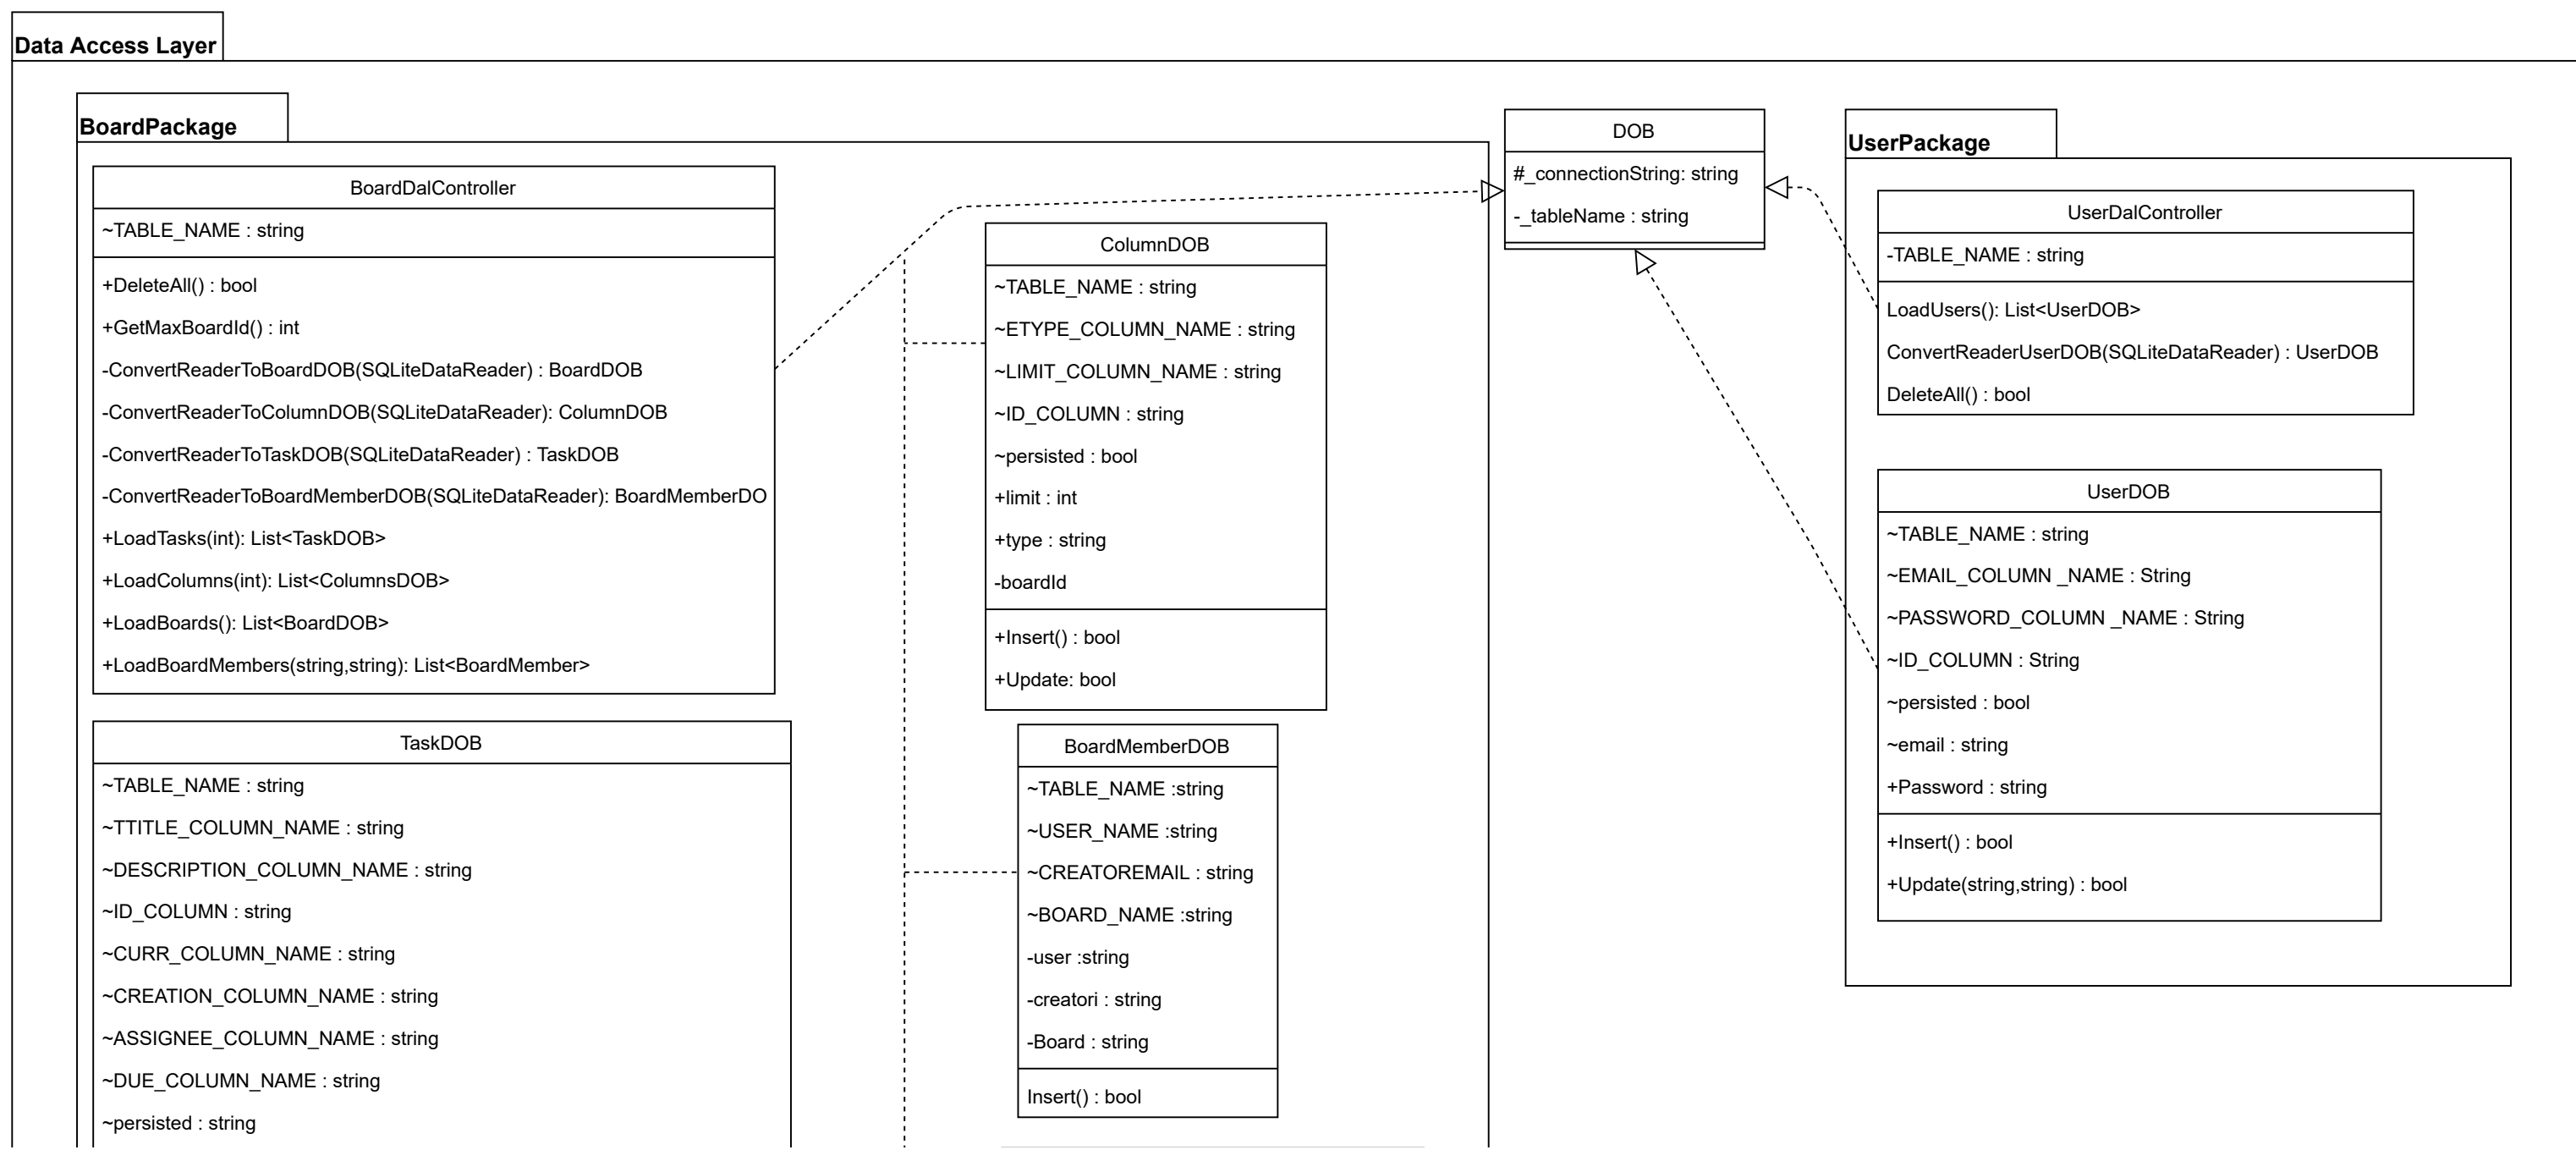 Data Access Layer
BoardPackage
BoardDalController
~TABLE_NAME : string
+DeleteAll() : bool
+GetMaxBoardId() : int
-ConvertReaderToBoardDOB(SQLiteDataReader) : BoardDOB
-ConvertReaderToColumnDOB(SQLiteDataReader): ColumnDOB
-ConvertReaderToTaskDOB(SQLiteDataReader) : TaskDOB
-ConvertReaderToBoardMemberDOB(SQLiteDataReader): BoardMemberDO
+LoadTasks(int): List<TaskDOB>
+LoadColumns(int): List<ColumnsDOB>
+LoadBoards(): List<BoardDOB>
+LoadBoardMembers(string,string): List<BoardMember>
TaskDOB
~TABLE_NAME : string
~TTITLE_COLUMN_NAME : string
~DESCRIPTION_COLUMN_NAME : string
~ID_COLUMN : string
~CURR_COLUMN_NAME : string
~CREATION_COLUMN_NAME : string
~ASSIGNEE_COLUMN_NAME : string
~DUE_COLUMN_NAME : string
~persisted : string
ColumnDOB
~TABLE_NAME : string
~ETYPE_COLUMN_NAME : string
~LIMIT_COLUMN_NAME : string
~ID_COLUMN : string
~persisted : bool
+limit : int
+type : string
-boardId
+Insert() : bool
+Update: bool
BoardMemberDOB
~TABLE_NAME :string
~USER_NAME :string
~CREATOREMAIL : string
~BOARD_NAME :string
-user :string
-creatori : string
-Board : string
Insert() : bool
DOB
#_connectionString: string
-_tableName : string
UserPackage
UserDalController
-TABLE_NAME : string
LoadUsers(): List<UserDOB>
ConvertReaderUserDOB(SQLiteDataReader) : UserDOB
DeleteAll() : bool
UserDOB
~TABLE_NAME : string
~EMAIL_COLUMN _NAME : String
~PASSWORD_COLUMN _NAME : String
~ID_COLUMN : String
~persisted : bool
~email : string
+Password : string
+Insert() : bool
+Update(string,string) : bool